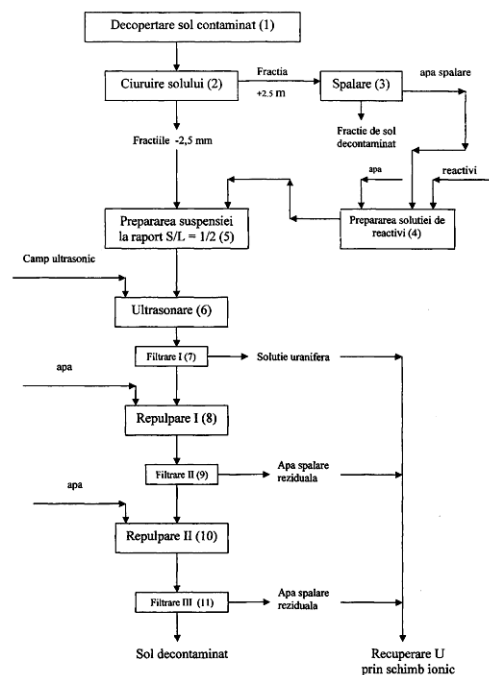 Decopertare sol contaminat (1)
Ciuruire solului (2)
Fractia
+2.5 m
Spalare (3)
apa spalare
Fractiile -2,5 mm
Fractie de sol
decontaminat
apa
reactivi
Prepararea suspensiei
la raport S/L = 1/2 (5)
Prepararea solutiei de
reactivi (4)
Camp ultrasonic
Ultrasonare (6)
Filtrare I (7)
Solutie uranifera
apa
Repulpare I (8)
Filtrare II (9)
Apa spalare
reziduala
apa
Repulpare II (10)
Filtrare III (11)
Apa spalare
reziduala
Sol decontaminat
Recuperare U
prin schimb ionic